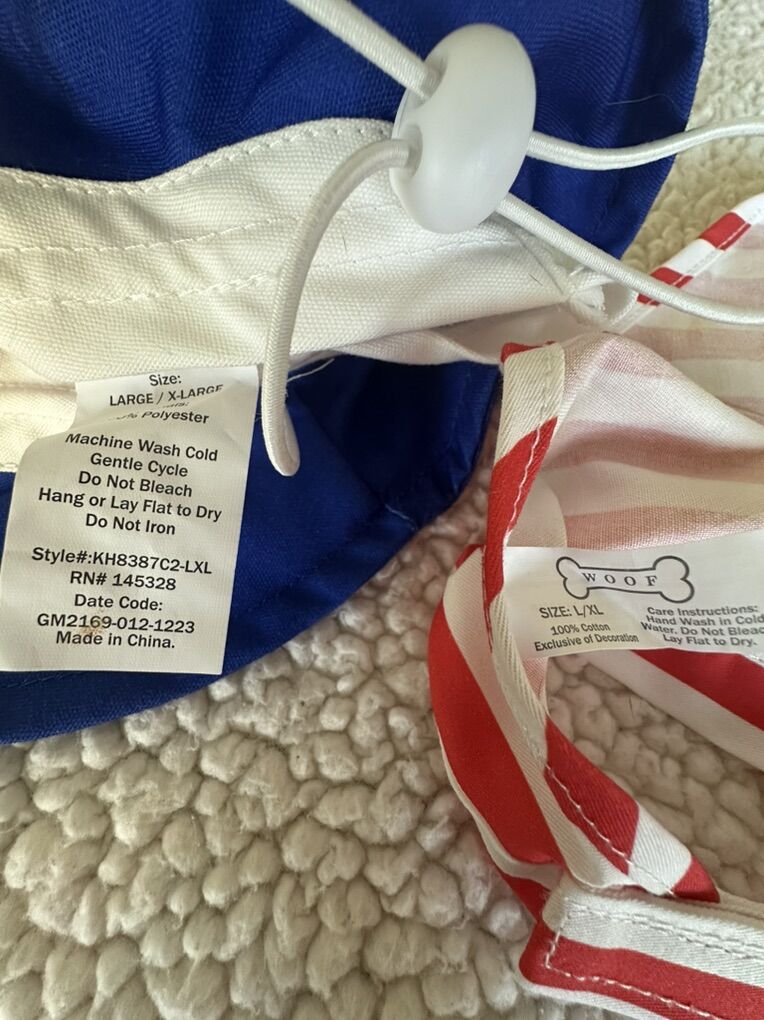 Size:
LARGE / X-LARGE
% Polyester
Machine Wash Cold
Gentle Cycle
Do Not Bleach
Hang or Lay Flat to Dry
Do Not Iron
Style#:KH8387C2-LXL
RN# 145328
Date Code:
GM2169-012-1223
Made in China.
WOOF
SIZE: L/XL
100% Cotton
Exclusive of Decoration
Care Instructions:
Hand Wash in Cold
Water. Do Not Bleac
Lay Flat to Dry.